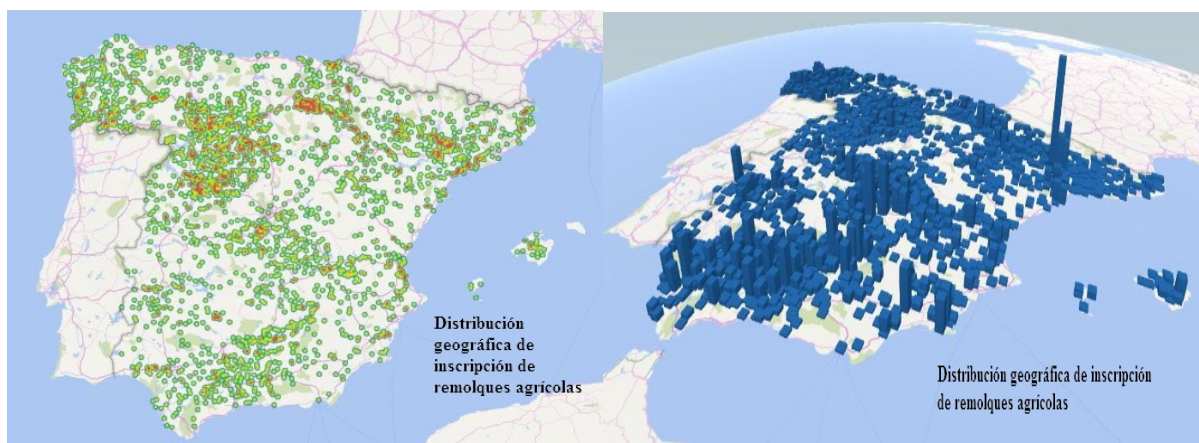 Distribución
geográfica de
inscripción de
remolques agrícolas
Distribución geográfica de inscripción
de remolques agrícolas